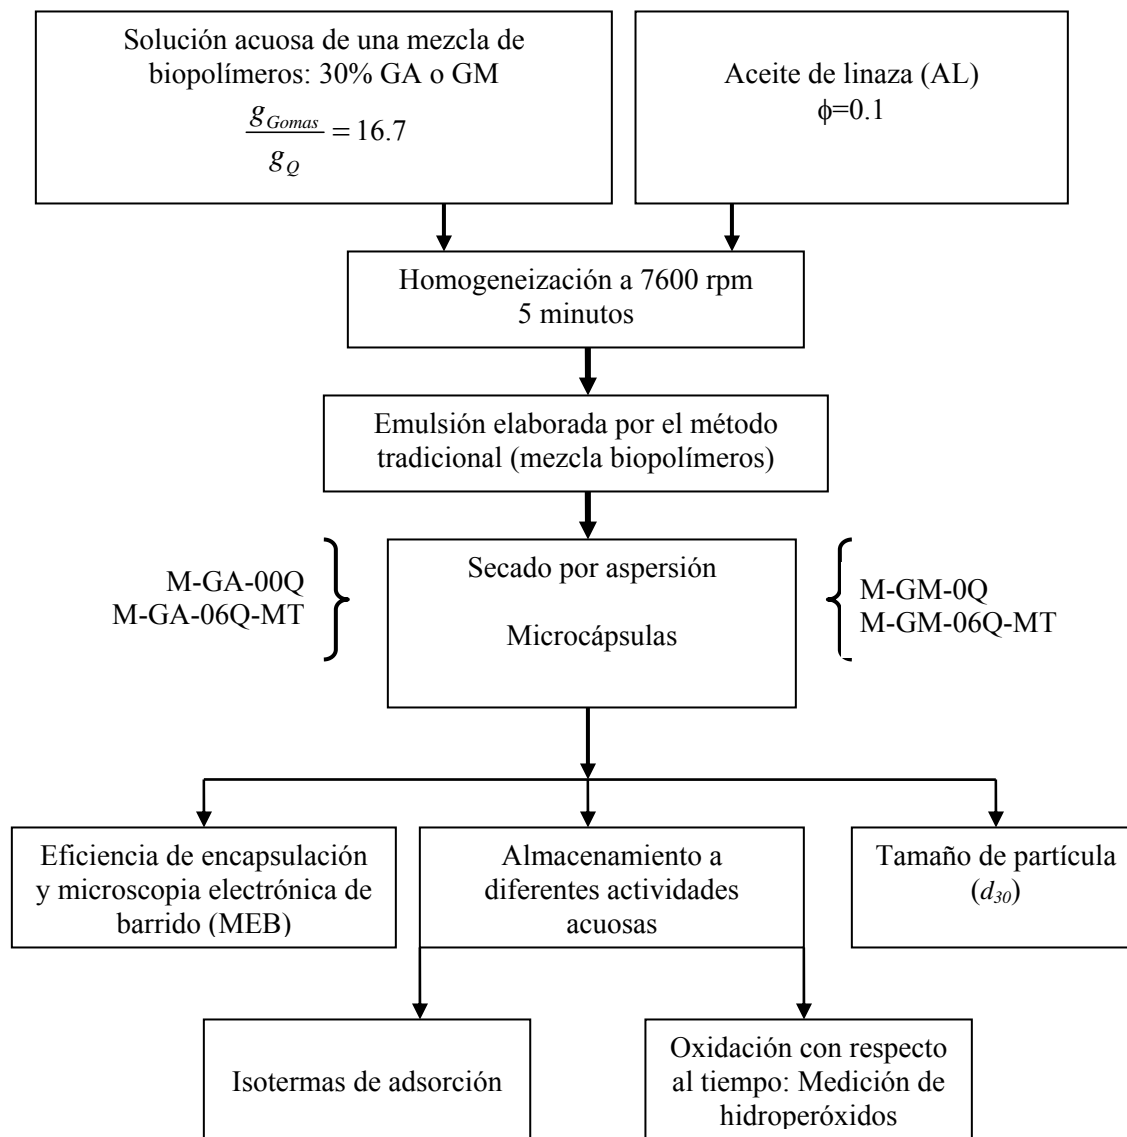 Solución acuosa de una mezcla de
biopolímeros: 30% GA o GM
g_Gomas / g_Q = 16.7
Aceite de linaza (AL)
ϕ=0.1
Homogeneización a 7600 rpm
5 minutos
Emulsión elaborada por el método
tradicional (mezcla biopolímeros)
M-GA-00Q
M-GA-06Q-MT
Secado por aspersión
Microcápsulas
M-GM-0Q
M-GM-06Q-MT
Eficiencia de encapsulación
y microscopia electrónica de
barrido (MEB)
Almacenamiento a
diferentes actividades
acuosas
Tamaño de partícula
(d30)
Isotermas de adsorción
Oxidación con respecto
al tiempo: Medición de
hidroperóxidos